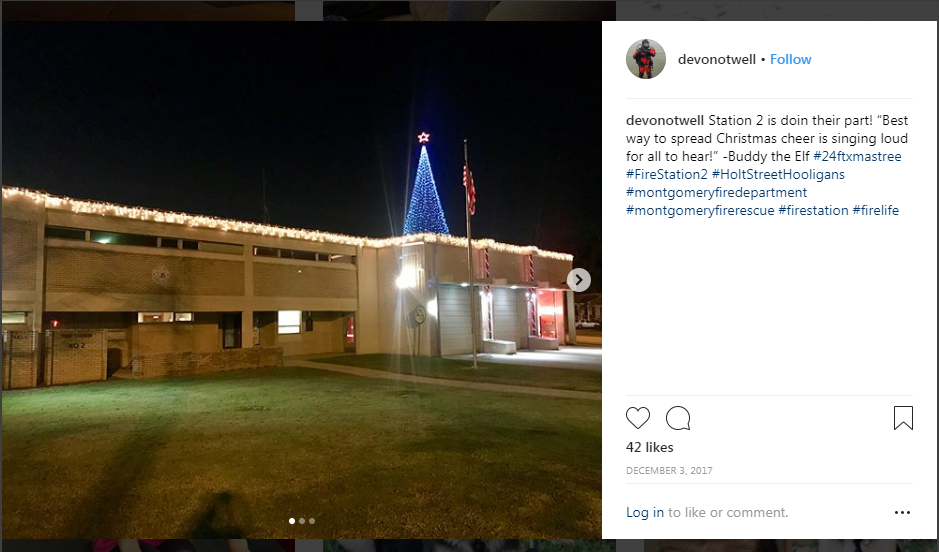 devonotwell • Follow
devonotwell Station 2 is doin their part! “Best
way to spread Christmas cheer is singing loud
for all to hear!” -Buddy the Elf #24ftxmastree
#FireStation2 #HoltStreetHooligans
#montgomeryfiredepartment
#montgomeryfirerescue #firestation #firelife
NO 2
42 likes
DECEMBER 3, 2017
Log in to like or comment.